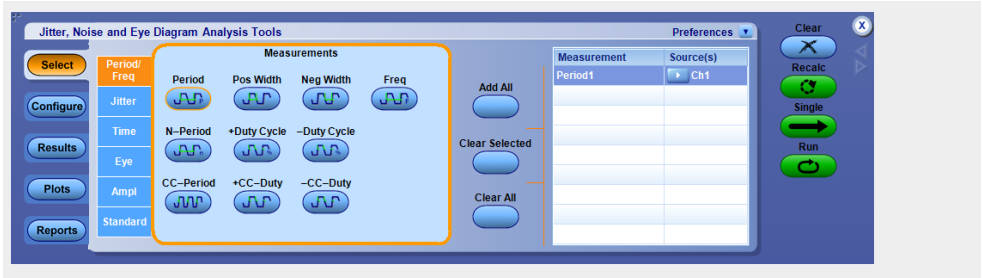 Jitter, Noise and Eye Diagram Analysis Tools
Preferences
Clear
X
Select
Configure
Results
Plots
Reports
Period/
Freq
Jitter
Time
Eye
Ampl
Standard
Measurements
Period
Pos Width
Neg Width
Freq
N–Period
+Duty Cycle
–Duty Cycle
CC–Period
+CC–Duty
–CC–Duty
Add All
Clear Selected
Clear All
Measurement
Source(s)
Period1
Ch1
Recalc
Single
Run